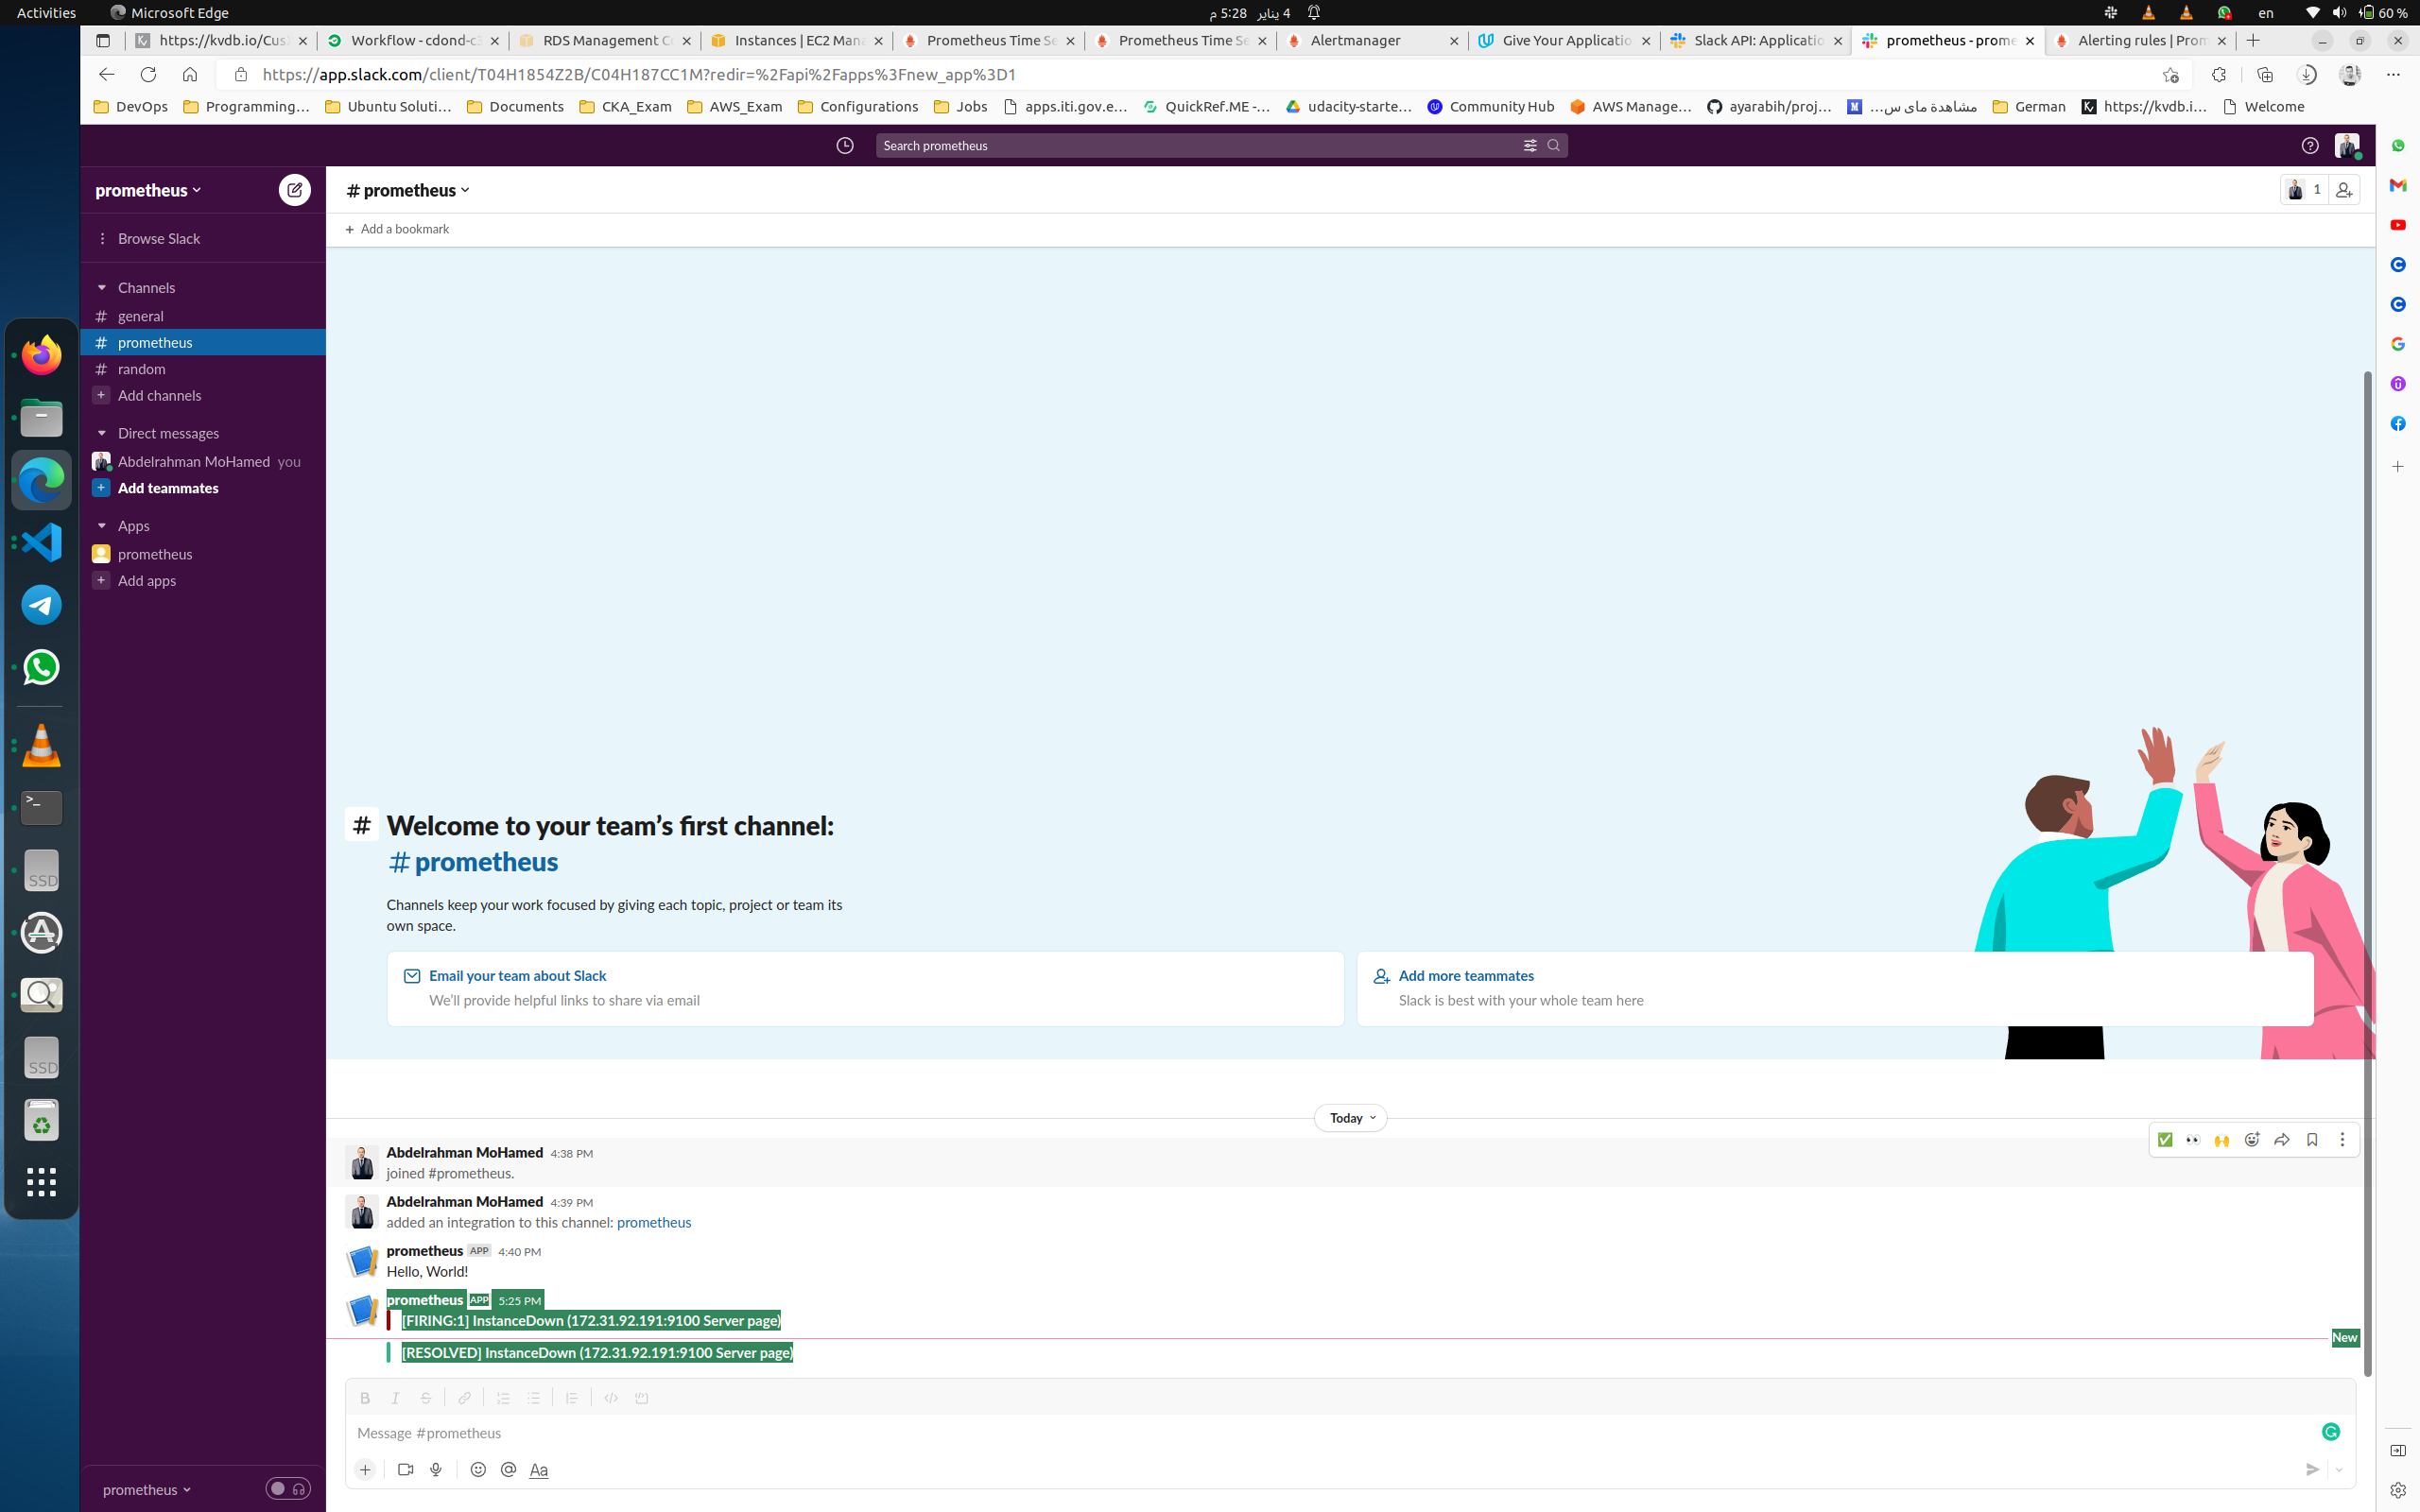 Activities
Microsoft Edge
4 يناير 5:28 م
en
60 %
https://kvdb.io/Cus
Workflow - cdond-c3
RDS Management Co
Instances | EC2 Mana
Prometheus Time Se
Prometheus Time Se
Alertmanager
Give Your Applicatio
Slack API: Applicatio
prometheus - prome
Alerting rules | Prom
https://app.slack.com/client/T04H1854Z2B/C04H187CC1M?redir=%2Fapi%2Fapps%3Fnew_app%3D1
DevOps
Programming…
Ubuntu Soluti…
Documents
CKA_Exam
AWS_Exam
Configurations
Jobs
apps.iti.gov.e…
QuickRef.ME -…
udacity-starte…
Community Hub
AWS Manage…
ayarabih/proj…
مشاهدة ماى س…
German
https://kvdb.i…
Welcome
Search prometheus
prometheus
# prometheus
1
Add a bookmark
Browse Slack
Channels
# general
# prometheus
# random
+ Add channels
Direct messages
Abdelrahman MoHamed you
+ Add teammates
Apps
prometheus
+ Add apps
# Welcome to your team’s first channel:
# prometheus
Channels keep your work focused by giving each topic, project or team its
own space.
Email your team about Slack
We’ll provide helpful links to share via email
Add more teammates
Slack is best with your whole team here
Today
Abdelrahman MoHamed 4:38 PM
joined #prometheus.
Abdelrahman MoHamed 4:39 PM
added an integration to this channel: prometheus
prometheus APP 4:40 PM
Hello, World!
prometheus APP 5:25 PM
[FIRING:1] InstanceDown (172.31.92.191:9100 Server page)
New
[RESOLVED] InstanceDown (172.31.92.191:9100 Server page)
Message #prometheus
Aa
prometheus
SSD
SSD